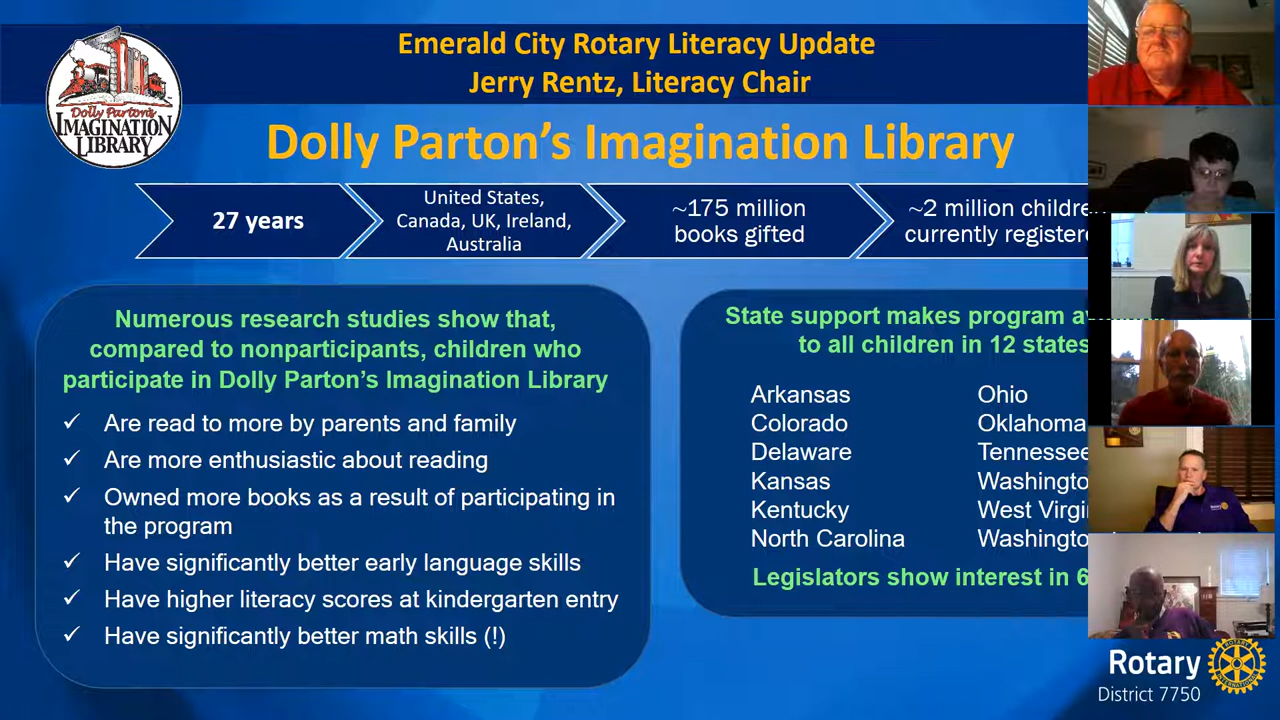 Emerald City Rotary Literacy Update
Jerry Rentz, Literacy Chair
Dolly Parton's
IMAGINATION
LIBRARY
Dolly Parton's Imagination Library
27 years
United States,
Canada, UK, Ireland,
Australia
~175 million
books gifted
~2 million
currently
Numerous research studies show that,
compared to nonparticipants, children who
participate in Dolly Parton's Imagination Library
✓ Are read to more by parents and family
✓ Are more enthusiastic about reading
✓ Owned more books as a result of participating in
the program
✓ Have significantly better early language skills
✓ Have higher literacy scores at kindergarten entry
✓ Have significantly better math skills (!)
State support makes program
to all children in 12 states
Arkansas
Colorado
Delaware
Kansas
Kentucky
North Carolina
Ohio
Oklahoma
Tennessee
West
Legislators show interest in 6
Rotary
District 7750